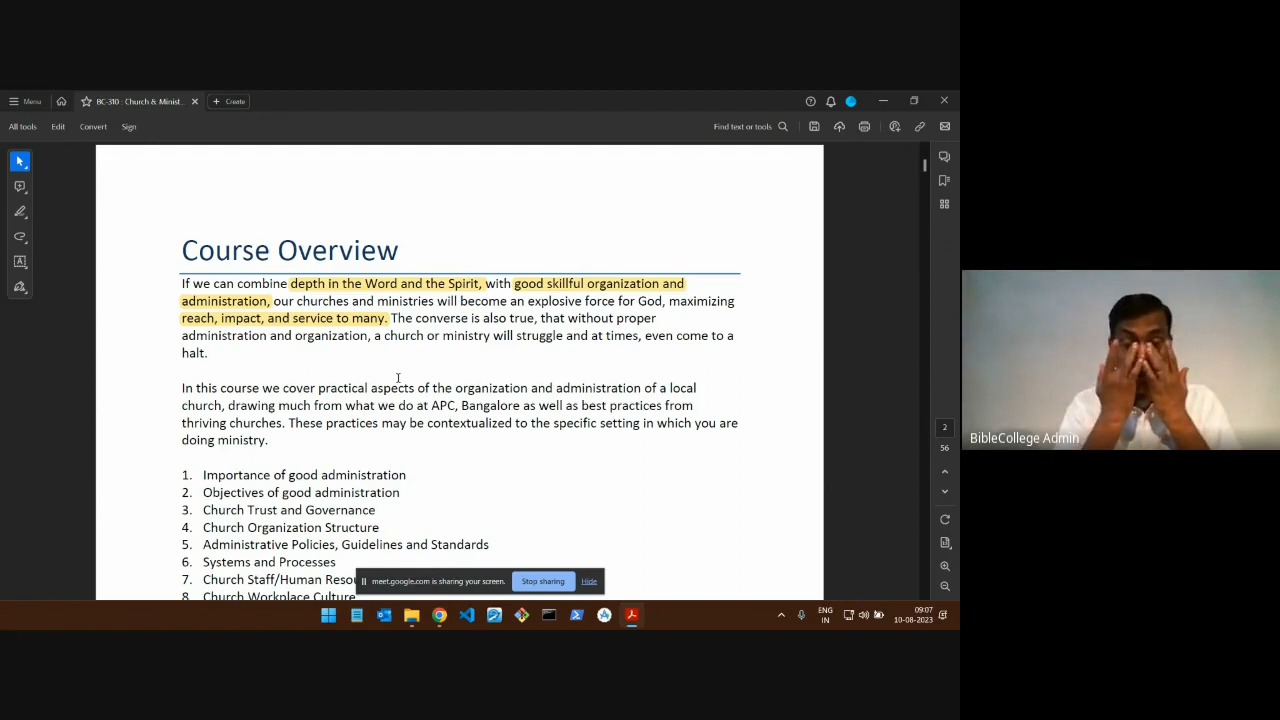 Menu
BC-310 : Church & Minist...
Create
All tools
Edit
Convert
Sign
Find text or tools
Course Overview
If we can combine depth in the Word and the Spirit, with good skillful organization and
administration, our churches and ministries will become an explosive force for God, maximizing
reach, impact, and service to many. The converse is also true, that without proper
administration and organization, a church or ministry will struggle and at times, even come to a
halt.
In this course we cover practical aspects of the organization and administration of a local
church, drawing much from what we do at APC, Bangalore as well as best practices from
thriving churches. These practices may be contextualized to the specific setting in which you are
doing ministry.
1. Importance of good administration
2. Objectives of good administration
3. Church Trust and Governance
4. Church Organization Structure
5. Administrative Policies, Guidelines and Standards
6. Systems and Processes
7. Church Staff/Human Resou
8. Church Workplace Culture
meet.google.com is sharing your screen.
Stop sharing
Hide
2
56
BibleCollege Admin
ENG
IN
09:07
10-08-2023